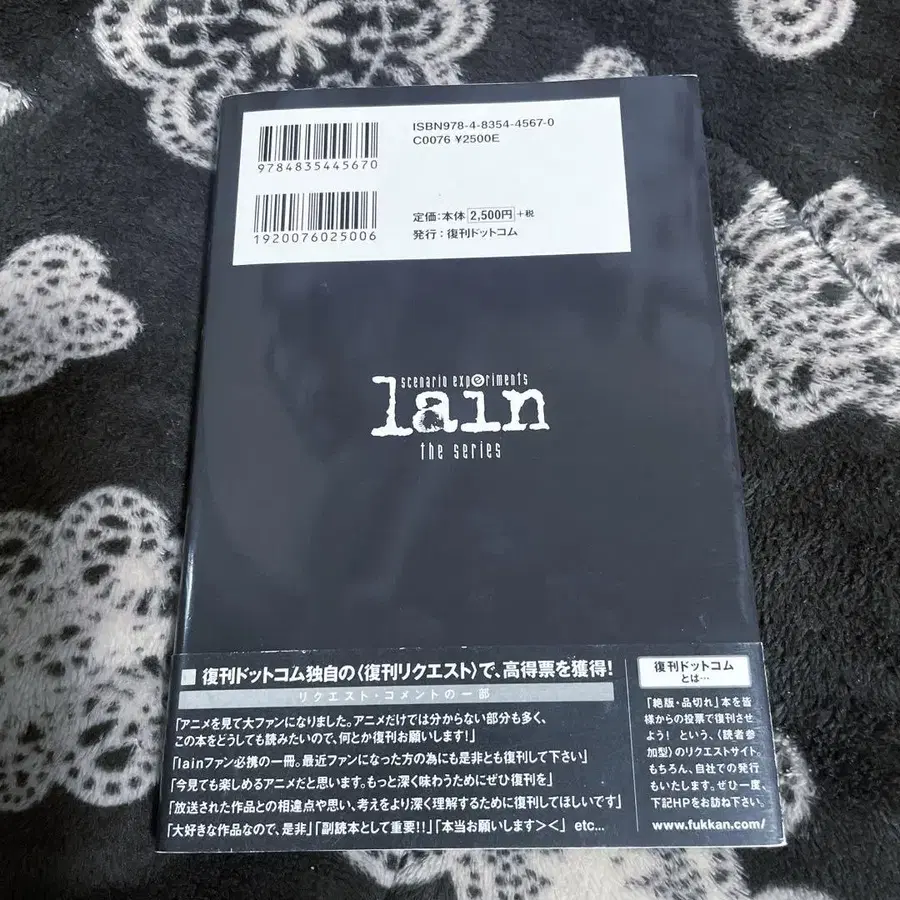 ISBN978-4-8354-4567-0
C0076 ¥2500E
9784835445670
定価:本体2,500円+税
発行:復刊ドットコム
1920076025006
scenario experiments
lain
the series
■ 復刊ドットコム独自の〈復刊リクエスト〉で、高得票を獲得!
リクエスト・コメントの一部
「アニメを見て大ファンになりました。アニメだけでは分からない部分も多く、
この本をどうしても読みたいので、何とか復刊お願いします!」
「lainファン必携の一冊。最近ファンになった方の為にも是非とも復刊して下さい」
「今見ても楽しめるアニメだと思います。もっと深く味わうためにぜひ復刊を」
「放送された作品との相違点や思い、考えをより深く理解するために復刊してほしいです」
「大好きな作品なので、是非」「副読本として重要!!」「本当お願いします><」 etc...
復刊ドットコム
とは…
「絶版・品切れ」本を皆
様からの投票で復刊させ
よう! という、〈読者参
加型〉のリクエストサイト。
もちろん、自社での発行
もいたします。ぜひ一度、
下記HPをお訪ね下さい。
www.fukkan.com/